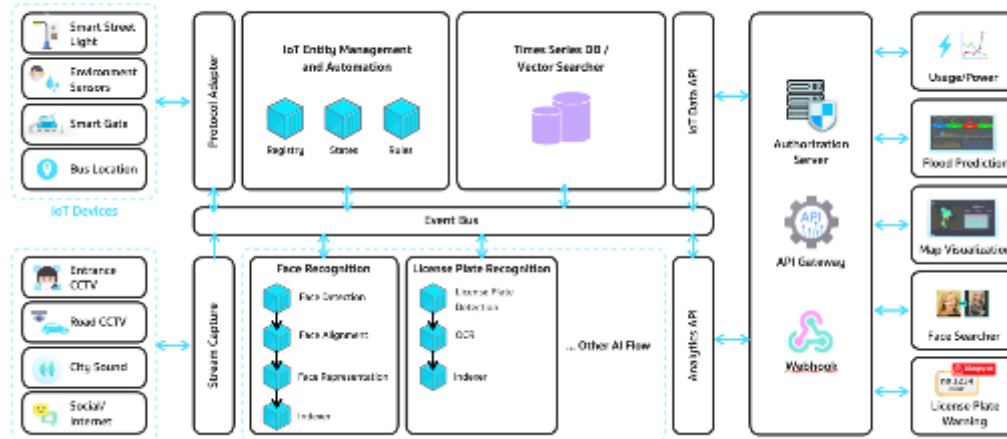 Smart Street
Light
Environment
Sensors
Smart Gate
Bus Location
IoT Devices
Protocol Adapter
IoT Entity Management
and Automation
Registry
States
Rules
Times Series DB /
Vector Searcher
IoT Data API
Event Bus
Entrance
CCTV
Road CCTV
City Sound
Social/
Internet
Stream Capture
Face Recognition
Face Detection
Face Alignment
Face Representation
Indexer
License Plate Recognition
License Plate
Detection
OCR
Indexer
... Other AI Flow
Analytics API
Authorization
Server
API
API Gateway
Webhook
Usage/Power
Flood Prediction
Map Visualization
Face Searcher
License Plate
Warning